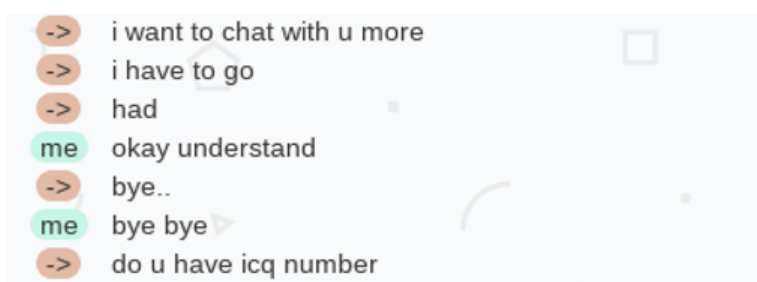 -> i want to chat with u more
-> i have to go
-> had
me okay understand
-> bye..
me bye bye
-> do u have icq number